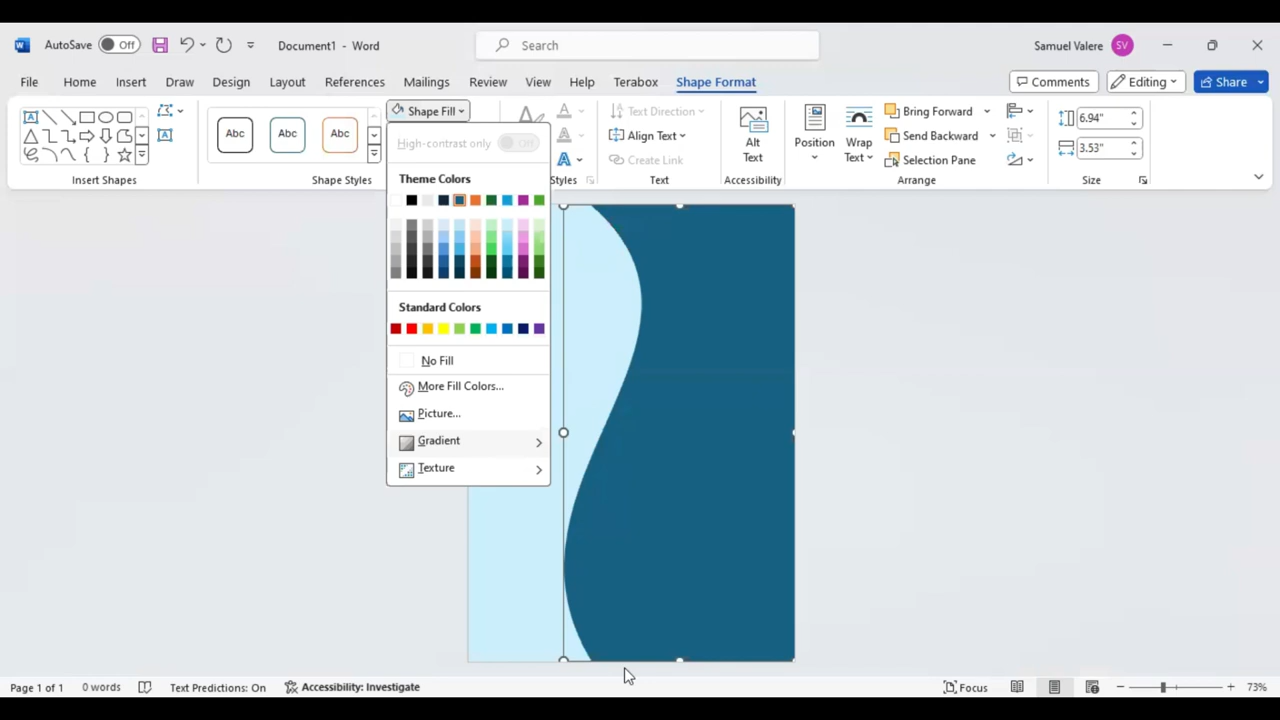 AutoSave Off Document1 - Word Search Samuel Valere SV
File Home Insert Draw Design Layout References Mailings Review View Help Terabox Shape Format Comments Editing Share
Shape Fill Text Direction Bring Forward 6.94"
Abc Abc Abc High-contrast only Off Align Text Alt Text Position Wrap Text Send Backward 3.53"
Create Link Selection Pane
Insert Shapes Shape Styles Styles Text Accessibility Arrange Size
Theme Colors
Standard Colors
No Fill
More Fill Colors...
Picture...
Gradient
Texture
Page 1 of 1 0 words Text Predictions: On Accessibility: Investigate Focus 73%